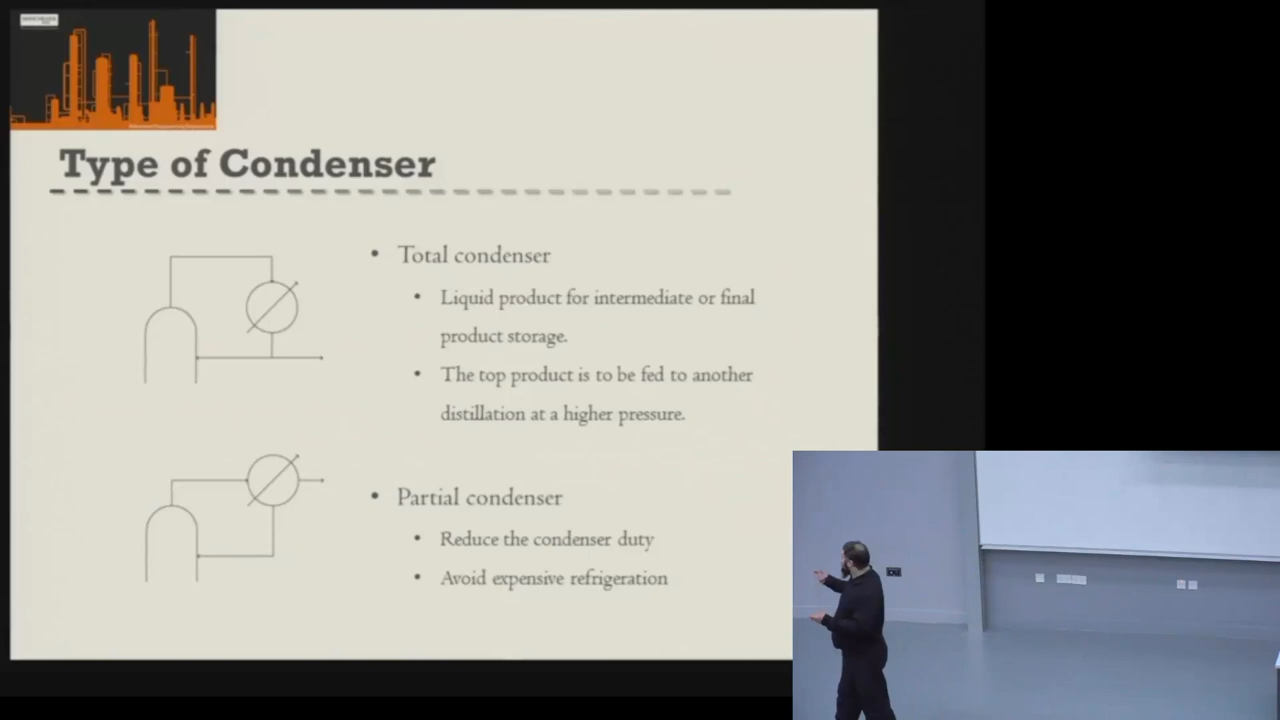 Type of Condenser
• Total condenser
• Liquid product for intermediate or final
product storage.
• The top product is to be fed to another
distillation at a higher pressure.
• Partial condenser
• Reduce the condenser duty
• Avoid expensive refrigeration